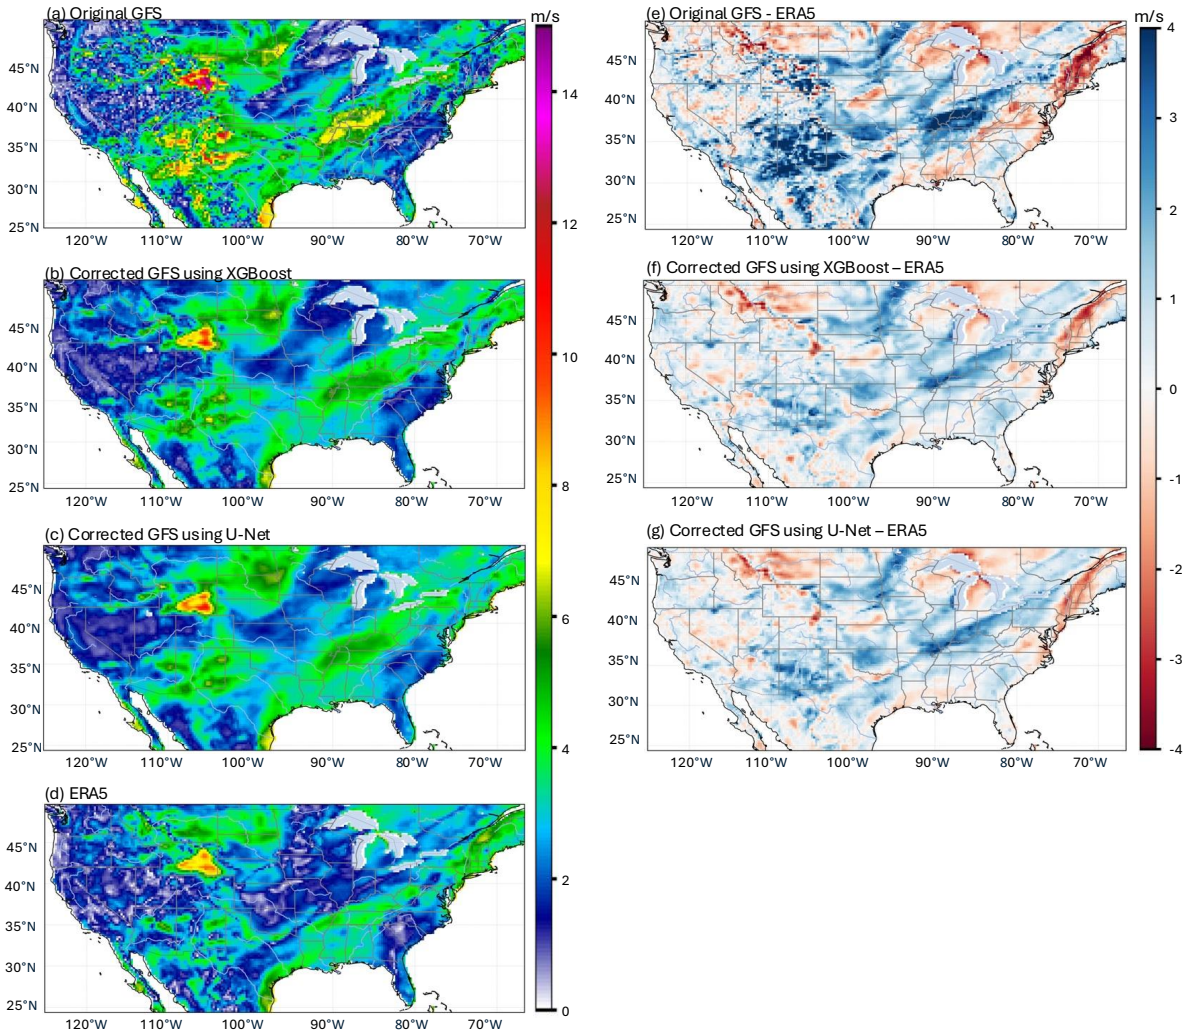 (a) Original GFS
m/s
(e) Original GFS - ERA5
m/s
45°N
40°N
35°N
30°N
25°N
120°W 110°W 100°W 90°W 80°W 70°W
45°N
40°N
35°N
30°N
25°N
120°W 110°W 100°W 90°W 80°W 70°W
(b) Corrected GFS using XGBoost
45°N
40°N
35°N
30°N
25°N
120°W 110°W 100°W 90°W 80°W 70°W
(f) Corrected GFS using XGBoost – ERA5
45°N
40°N
35°N
30°N
25°N
120°W 110°W 100°W 90°W 80°W 70°W
(c) Corrected GFS using U-Net
45°N
40°N
35°N
30°N
25°N
120°W 110°W 100°W 90°W 80°W 70°W
(g) Corrected GFS using U-Net – ERA5
45°N
40°N
35°N
30°N
25°N
120°W 110°W 100°W 90°W 80°W 70°W
(d) ERA5
45°N
40°N
35°N
30°N
25°N
120°W 110°W 100°W 90°W 80°W 70°W
14
12
10
8
6
4
2
0
4
3
2
1
0
-1
-2
-3
-4